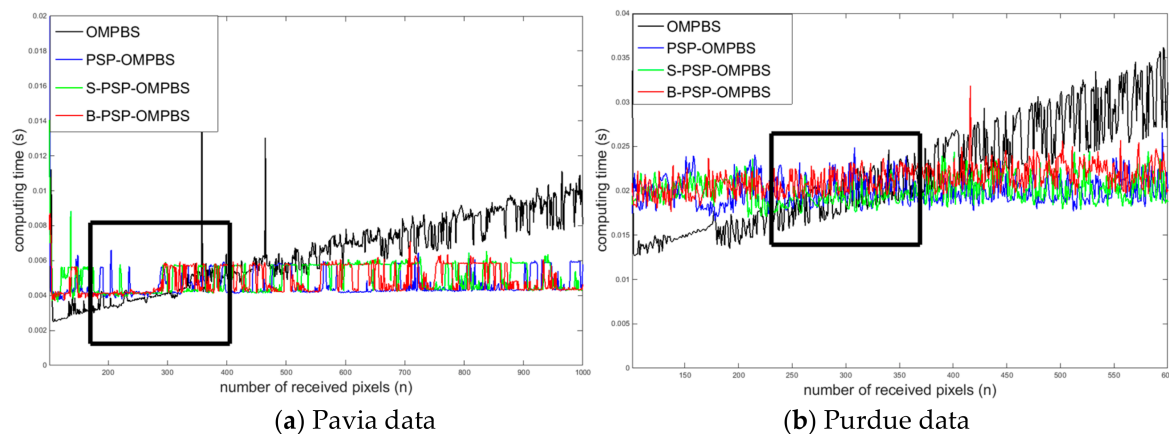 0.02
0.018
0.016
0.014
0.012
0.01
0.008
0.006
0.004
0.002
0
computing time (s)
OMPBS
PSP-OMPBS
S-PSP-OMPBS
B-PSP-OMPBS
200 300 400 500 600 700 800 900 1000
number of received pixels (n)
(a) Pavia data
0.04
0.035
0.03
0.025
0.02
0.015
0.01
0.005
0
computing time (s)
OMPBS
PSP-OMPBS
S-PSP-OMPBS
B-PSP-OMPBS
150 200 250 300 350 400 450 500 550 600
number of received pixels (n)
(b) Purdue data